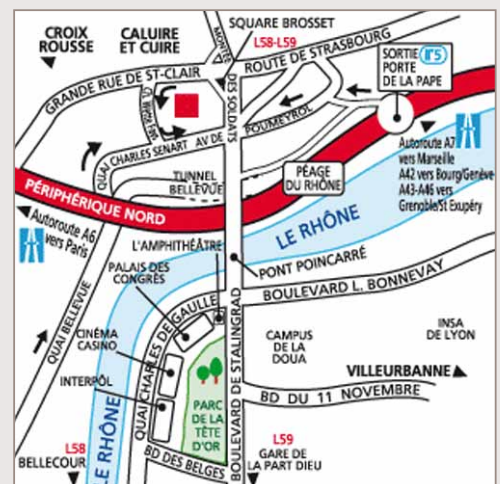 SQUARE BROSSET
CROIX
ROUSSE
CALUIRE
ET CUIRE
MONTÉE
L58-L59
ROUTE DE STRASBOURG
SORTIE N°5
PORTE
DE LA PAPE
GRANDE RUE DE ST-CLAIR
DES SOLDATS
POUMEYROL
QUAI CHARLES SENART
AV DE
Autoroute A7
vers Marseille
A42 vers Bourg/Genève
A43-A46 vers
Grenoble/St Exupéry
TUNNEL
BELLEVUE
PÉAGE
DU RHÔNE
PÉRIPHÉRIQUE NORD
LE RHÔNE
Autoroute A6
vers Paris
L'AMPHITHÉÂTRE
PALAIS DES
CONGRÈS
PONT POINCARRÉ
BOULEVARD L. BONNEVAY
QUAI BELLEVUE
QUAI CHARLES DE GAULLE
BOULEVARD DE STALINGRAD
CINÉMA
CASINO
CAMPUS
DE LA
DOUA
INSA
DE LYON
INTERPÔL
VILLEURBANNE
PARC
DE LA
TÊTE
D'OR
BD DU 11 NOVEMBRE
LE RHÔNE
L58
BELLECOUR
BD DES BELGES
L59
GARE DE
LA PART DIEU